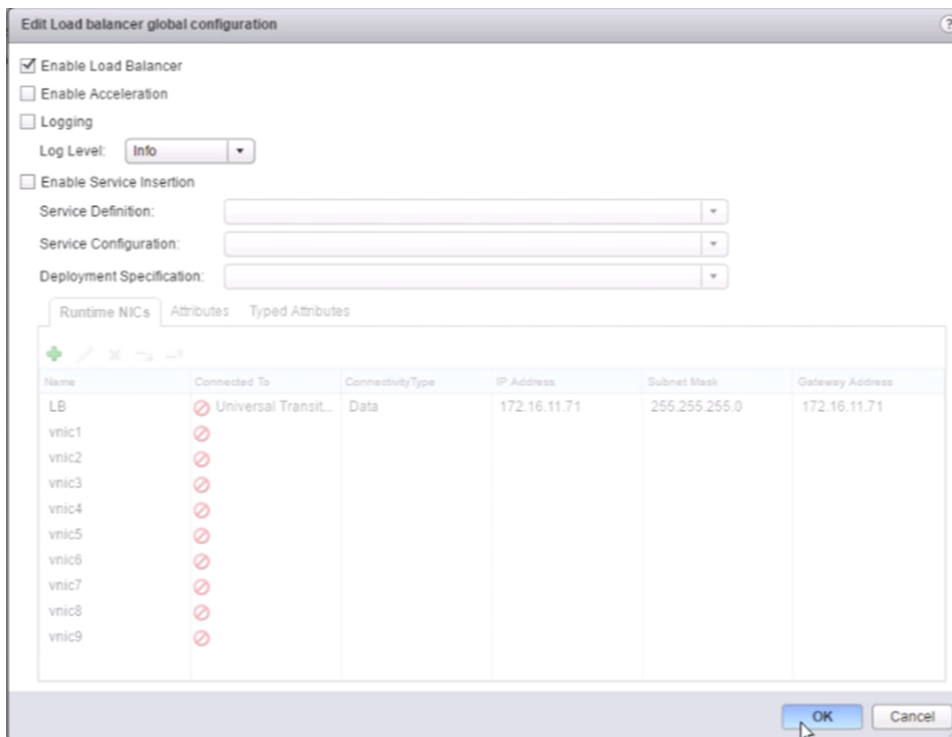 Edit Load balancer global configuration ?
Enable Load Balancer
Enable Acceleration
Logging
Log Level: Info
Enable Service Insertion
Service Definition:
Service Configuration:
Deployment Specification:
Runtime NICs Attributes Typed Attributes
Name Connected To ConnectivityType IP Address Subnet Mask Gateway Address
LB Universal Transit... Data 172.16.11.71 255.255.255.0 172.16.11.71
vnic1
vnic2
vnic3
vnic4
vnic5
vnic6
vnic7
vnic8
vnic9
OK Cancel